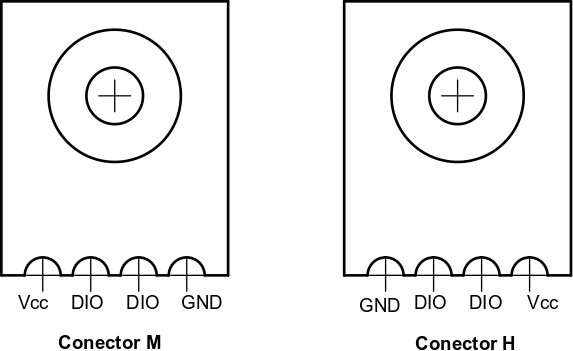 Vcc DIO DIO GND
GND DIO DIO Vcc
Conector M
Conector H